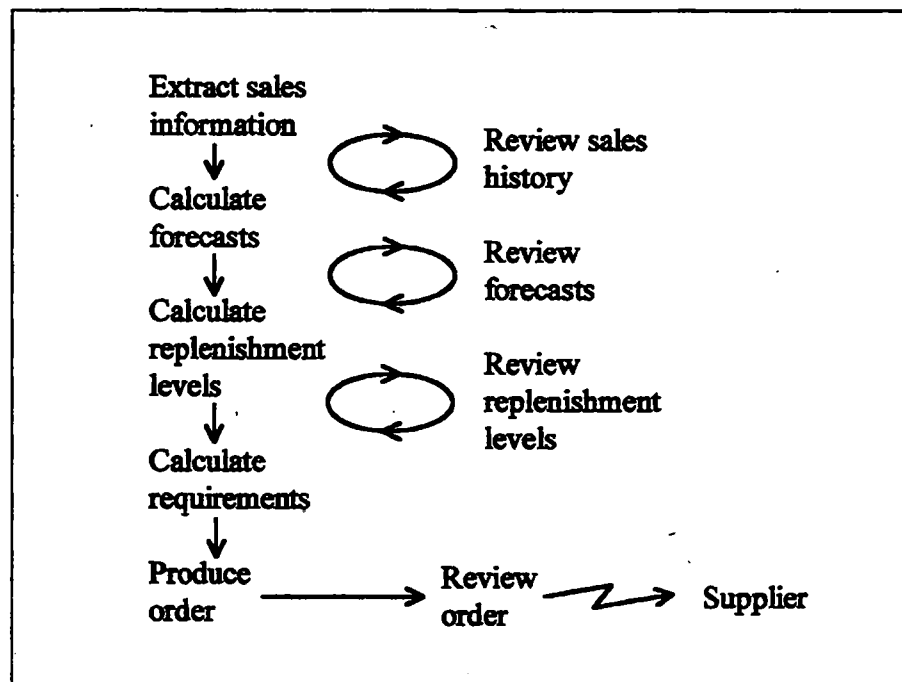 Extract sales
information
Review sales
history
Calculate
forecasts
Review
forecasts
Calculate
replenishment
levels
Review
replenishment
levels
Calculate
requirements
Produce
order
Review
order
Supplier